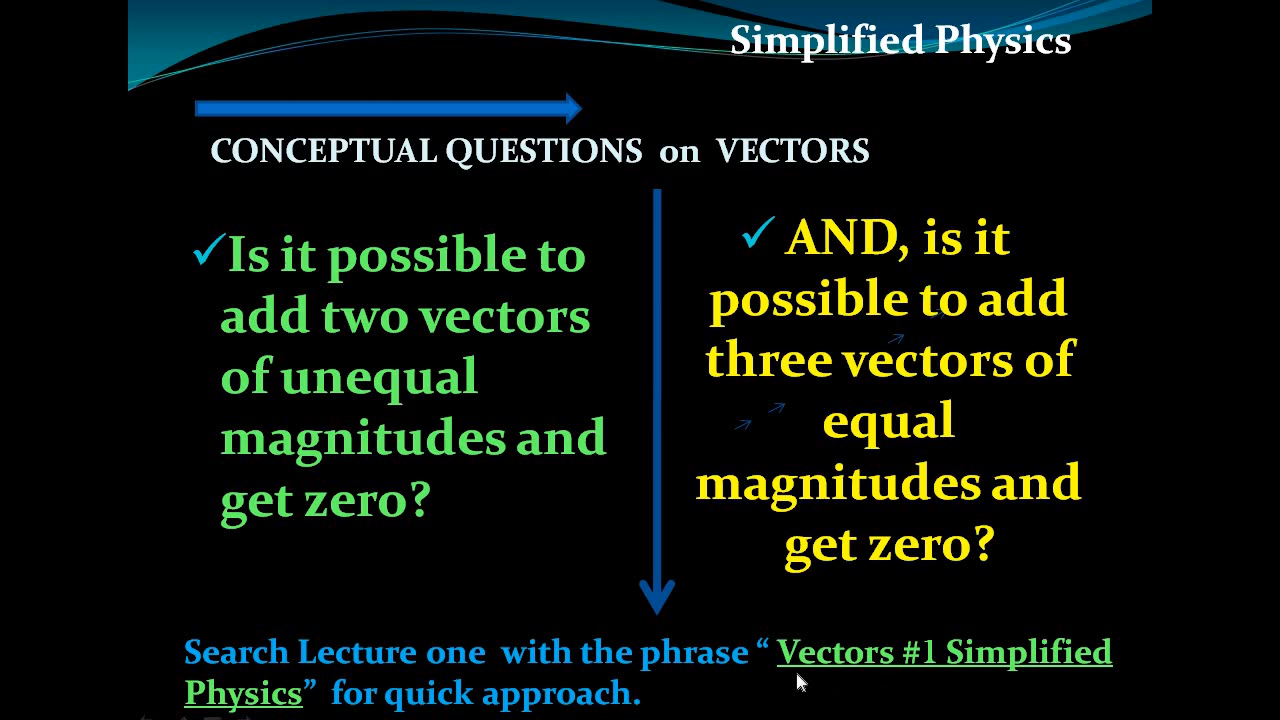 Simplified Physics
CONCEPTUAL QUESTIONS on VECTORS
Is it possible to
add two vectors
of unequal
magnitudes and
get zero?
AND, is it
possible to add
three vectors of
equal
magnitudes and
get zero?
Search Lecture one with the phrase “ Vectors #1 Simplified
Physics” for quick approach.